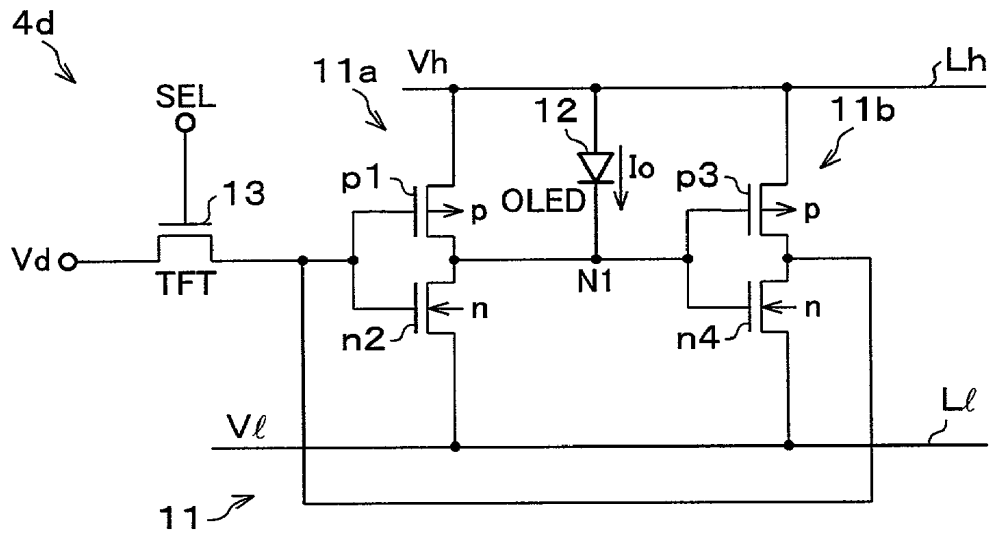 4d
SEL
13
Vd
TFT
11a
Vh
Lh
12
Io
11b
p1
p
OLED
p3
p
N1
n2
n
n4
n
Vℓ
Lℓ
11